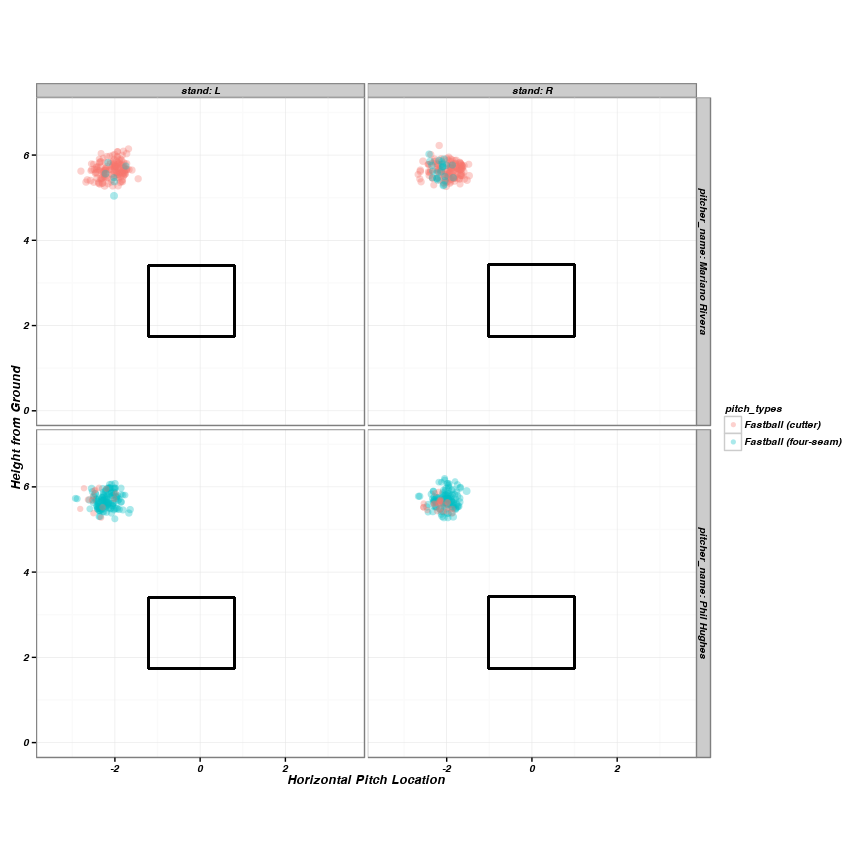 stand: L
stand: R
6
4
2
0
pitcher_name: Mariano Rivera
6
4
2
0
pitcher_name: Phil Hughes
-2
0
2
-2
0
2
Horizontal Pitch Location
Height from Ground
pitch_types
Fastball (cutter)
Fastball (four-seam)